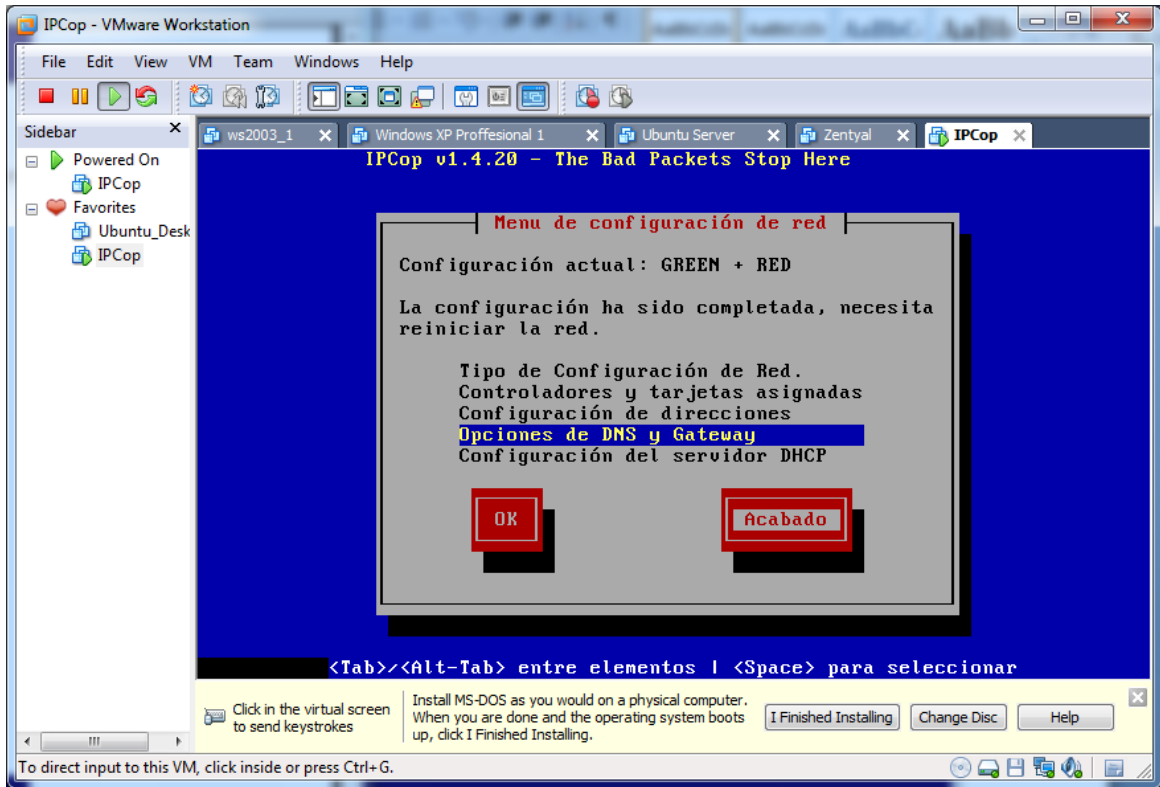 IPCop - VMware Workstation
File Edit View VM Team Windows Help
Sidebar
Powered On
IPCop
Favorites
Ubuntu_Desk
IPCop
ws2003_1 Windows XP Proffesional 1 Ubuntu Server Zentyal IPCop
IPCop v1.4.20 - The Bad Packets Stop Here
Menu de configuración de red
Configuración actual: GREEN + RED
La configuración ha sido completada, necesita
reiniciar la red.
Tipo de Configuración de Red.
Controladores y tarjetas asignadas
Configuración de direcciones
Opciones de DNS y Gateway
Configuración del servidor DHCP
OK Acabado
<Tab>/<Alt-Tab> entre elementos | <Space> para seleccionar
Click in the virtual screen
to send keystrokes
Install MS-DOS as you would on a physical computer.
When you are done and the operating system boots
up, click I Finished Installing.
I Finished Installing Change Disc Help
To direct input to this VM, click inside or press Ctrl+G.